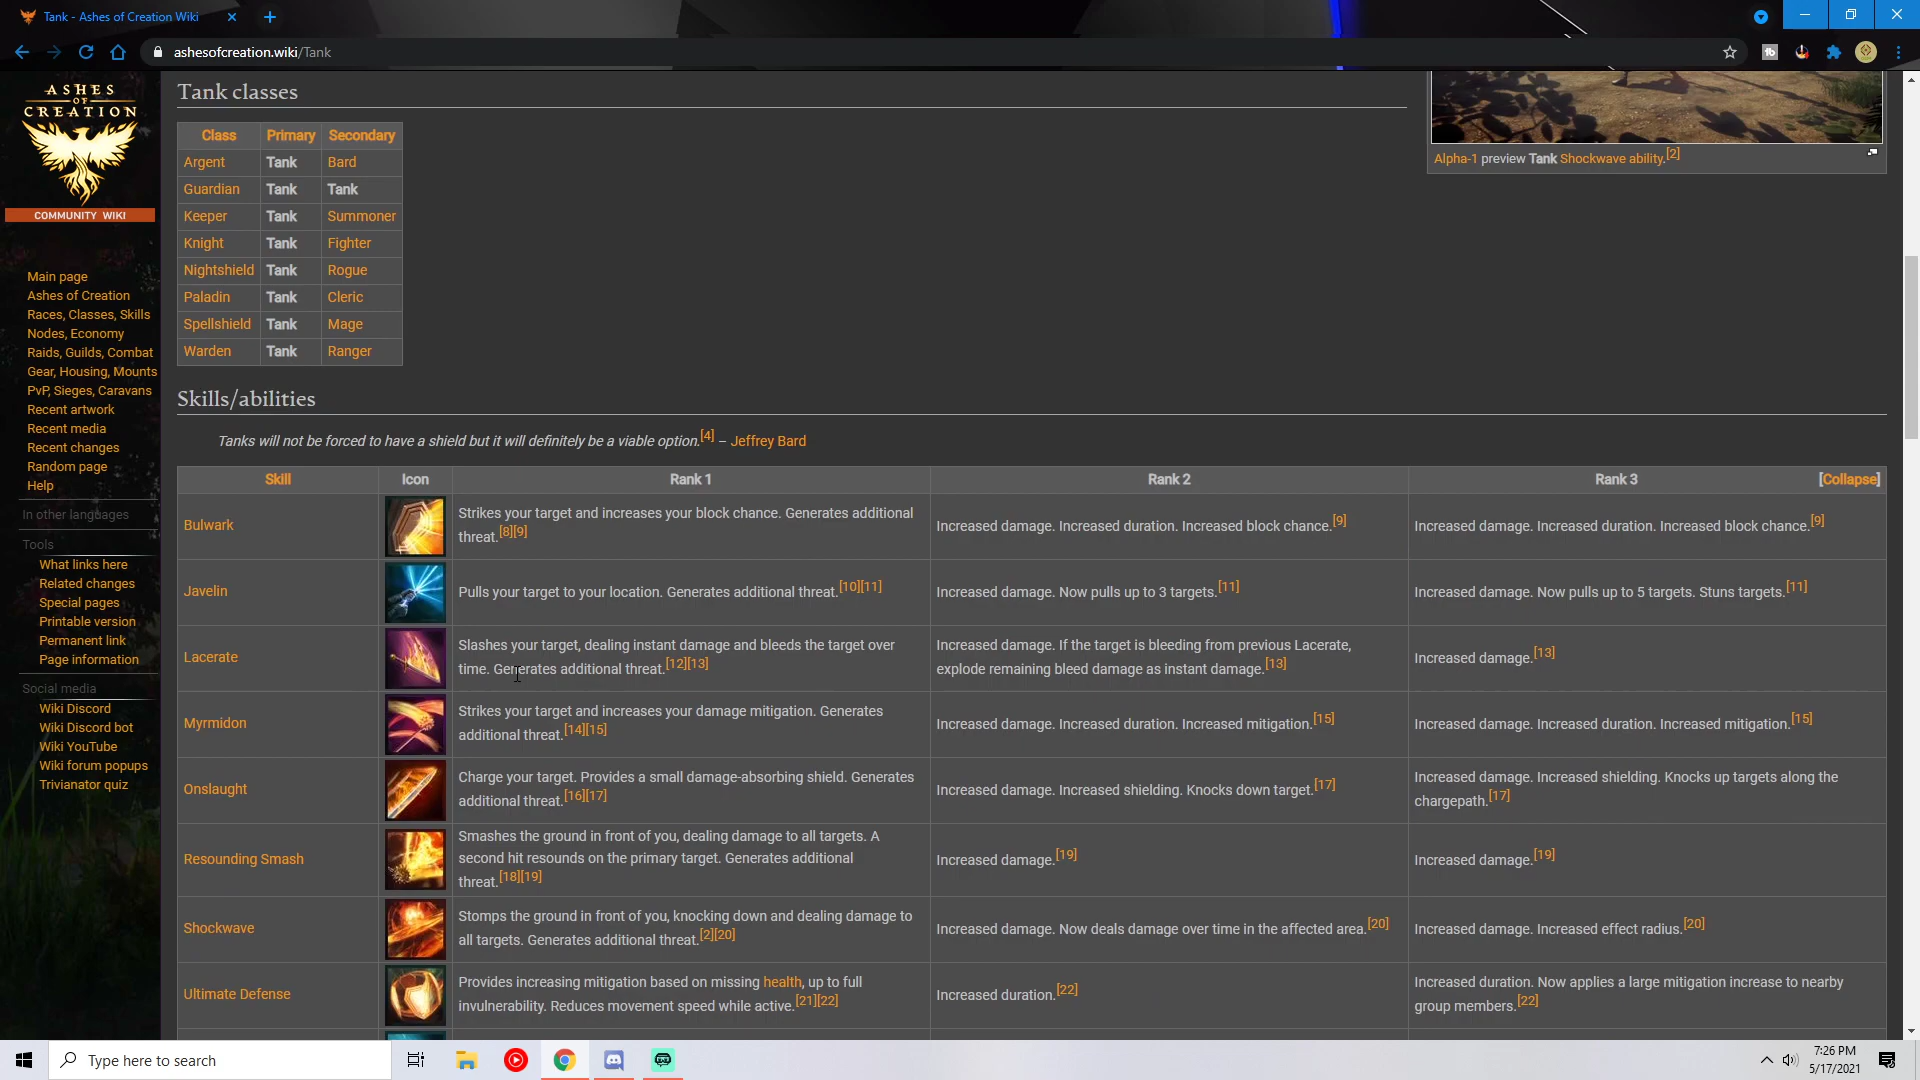 Tank - Ashes of Creation Wiki
ashesofcreation.wiki/Tank
ASHES
OF
CREATION
COMMUNITY WIKI
Main page
Ashes of Creation
Races, Classes, Skills
Nodes, Economy
Raids, Guilds, Combat
Gear, Housing, Mounts
PvP, Sieges, Caravans
Recent artwork
Recent media
Recent changes
Random page
Help
In other languages
Tools
What links here
Related changes
Special pages
Printable version
Permanent link
Page information
Social media
Wiki Discord
Wiki Discord bot
Wiki YouTube
Wiki forum popups
Trivianator quiz
Tank classes
Class Primary Secondary
Argent Tank Bard
Guardian Tank Tank
Keeper Tank Summoner
Knight Tank Fighter
Nightshield Tank Rogue
Paladin Tank Cleric
Spellshield Tank Mage
Warden Tank Ranger
Alpha-1 preview Tank Shockwave ability.[2]
Skills/abilities
Tanks will not be forced to have a shield but it will definitely be a viable option.[4] – Jeffrey Bard
Skill Icon Rank 1 Rank 2 Rank 3 [Collapse]
Bulwark
Strikes your target and increases your block chance. Generates additional
threat.[8][9]
Increased damage. Increased duration. Increased block chance.[9]
Increased damage. Increased duration. Increased block chance.[9]
Javelin
Pulls your target to your location. Generates additional threat.[10][11]
Increased damage. Now pulls up to 3 targets.[11]
Increased damage. Now pulls up to 5 targets. Stuns targets.[11]
Lacerate
Slashes your target, dealing instant damage and bleeds the target over
time. Generates additional threat.[12][13]
Increased damage. If the target is bleeding from previous Lacerate,
explode remaining bleed damage as instant damage.[13]
Increased damage.[13]
Myrmidon
Strikes your target and increases your damage mitigation. Generates
additional threat.[14][15]
Increased damage. Increased duration. Increased mitigation.[15]
Increased damage. Increased duration. Increased mitigation.[15]
Onslaught
Charge your target. Provides a small damage-absorbing shield. Generates
additional threat.[16][17]
Increased damage. Increased shielding. Knocks down target.[17]
Increased damage. Increased shielding. Knocks up targets along the
chargepath.[17]
Resounding Smash
Smashes the ground in front of you, dealing damage to all targets. A
second hit resounds on the primary target. Generates additional
threat.[18][19]
Increased damage.[19]
Increased damage.[19]
Shockwave
Stomps the ground in front of you, knocking down and dealing damage to
all targets. Generates additional threat.[2][20]
Increased damage. Now deals damage over time in the affected area.[20]
Increased damage. Increased effect radius.[20]
Ultimate Defense
Provides increasing mitigation based on missing health, up to full
invulnerability. Reduces movement speed while active.[21][22]
Increased duration.[22]
Increased duration. Now applies a large mitigation increase to nearby
group members.[22]
Type here to search
7:26 PM
5/17/2021